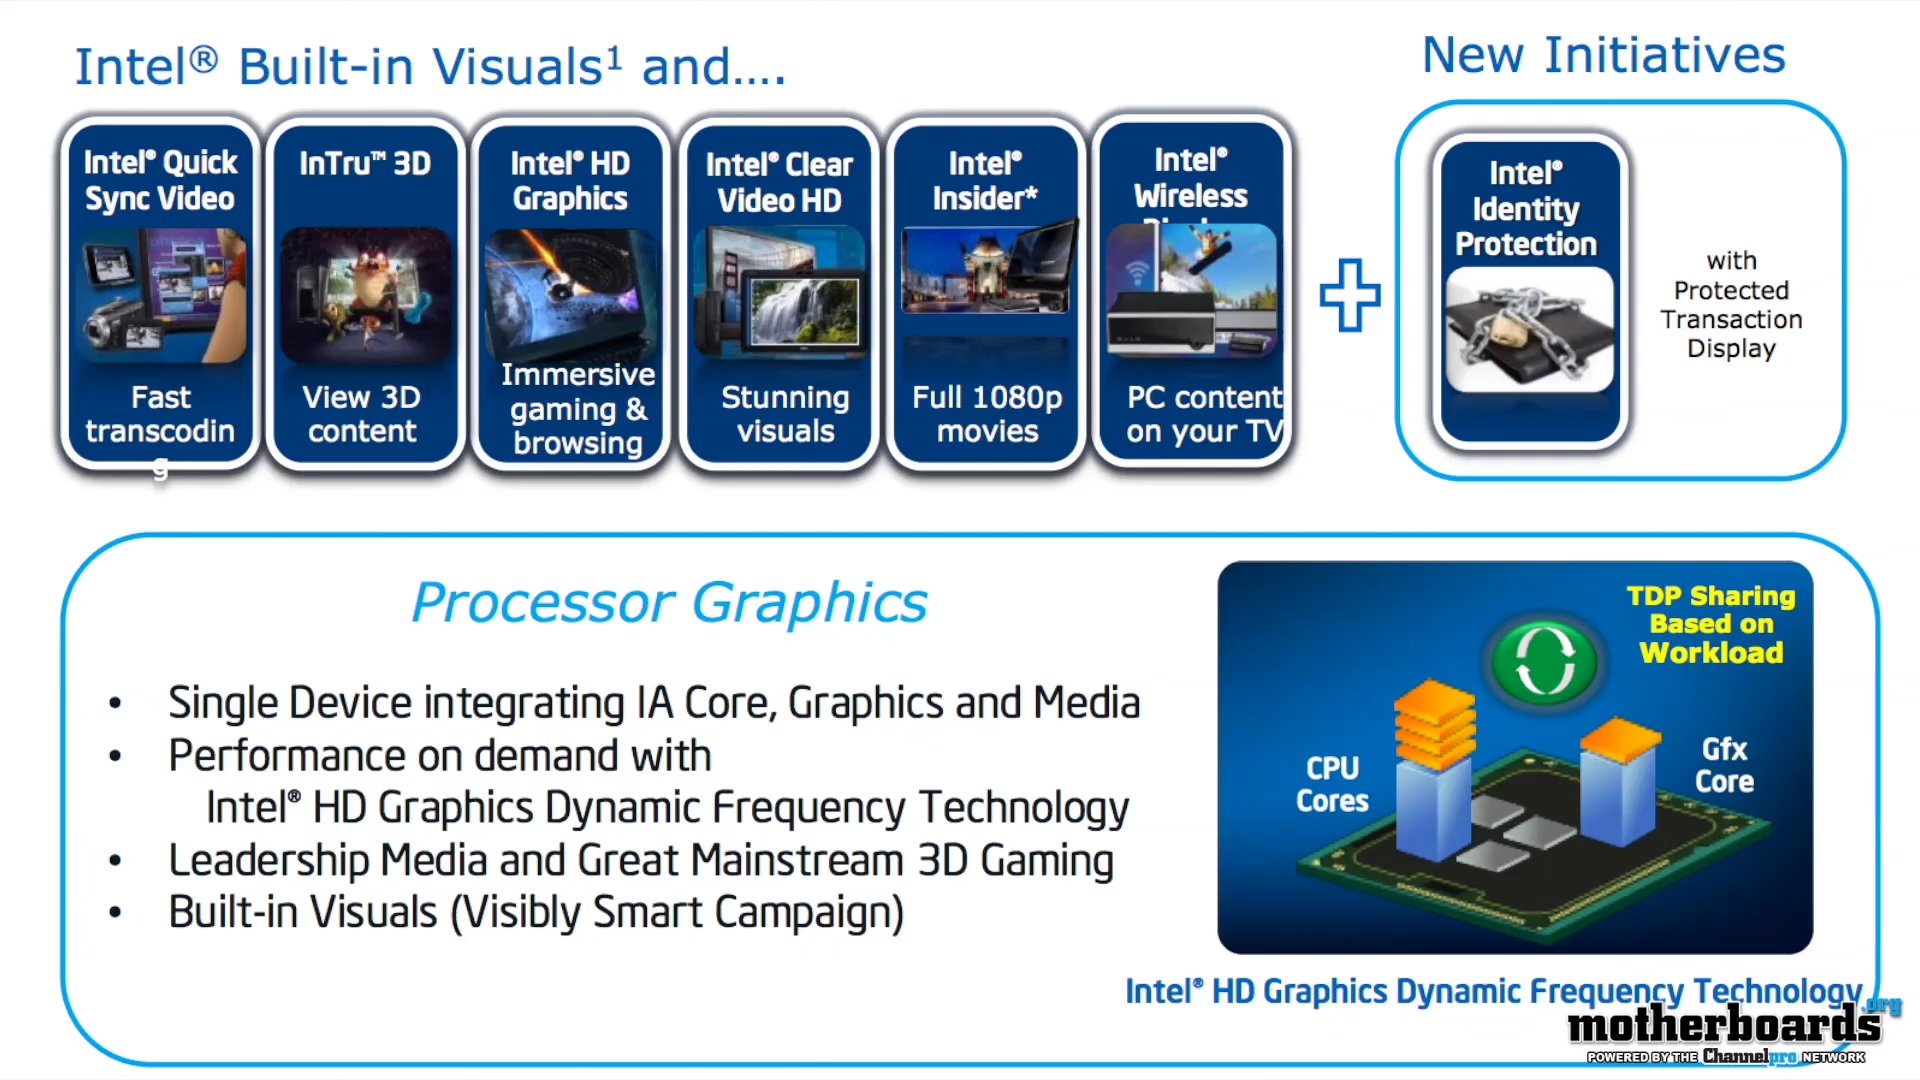 Intel® Built-in Visuals¹ and….
New Initiatives
Intel® Quick
Sync Video
Fast
transcodin
g
InTru™ 3D
View 3D
content
Intel® HD
Graphics
Immersive
gaming &
browsing
Intel® Clear
Video HD
Stunning
visuals
Intel®
Insider*
Full 1080p
movies
Intel®
Wireless
PC content
on your TV
Intel®
Identity
Protection
with
Protected
Transaction
Display
Processor Graphics
• Single Device integrating IA Core, Graphics and Media
• Performance on demand with
Intel® HD Graphics Dynamic Frequency Technology
• Leadership Media and Great Mainstream 3D Gaming
• Built-in Visuals (Visibly Smart Campaign)
TDP Sharing
Based on
Workload
CPU
Cores
Gfx
Core
Intel® HD Graphics Dynamic Frequency Technology
motherboards.org
POWERED BY THE Channelpro NETWORK